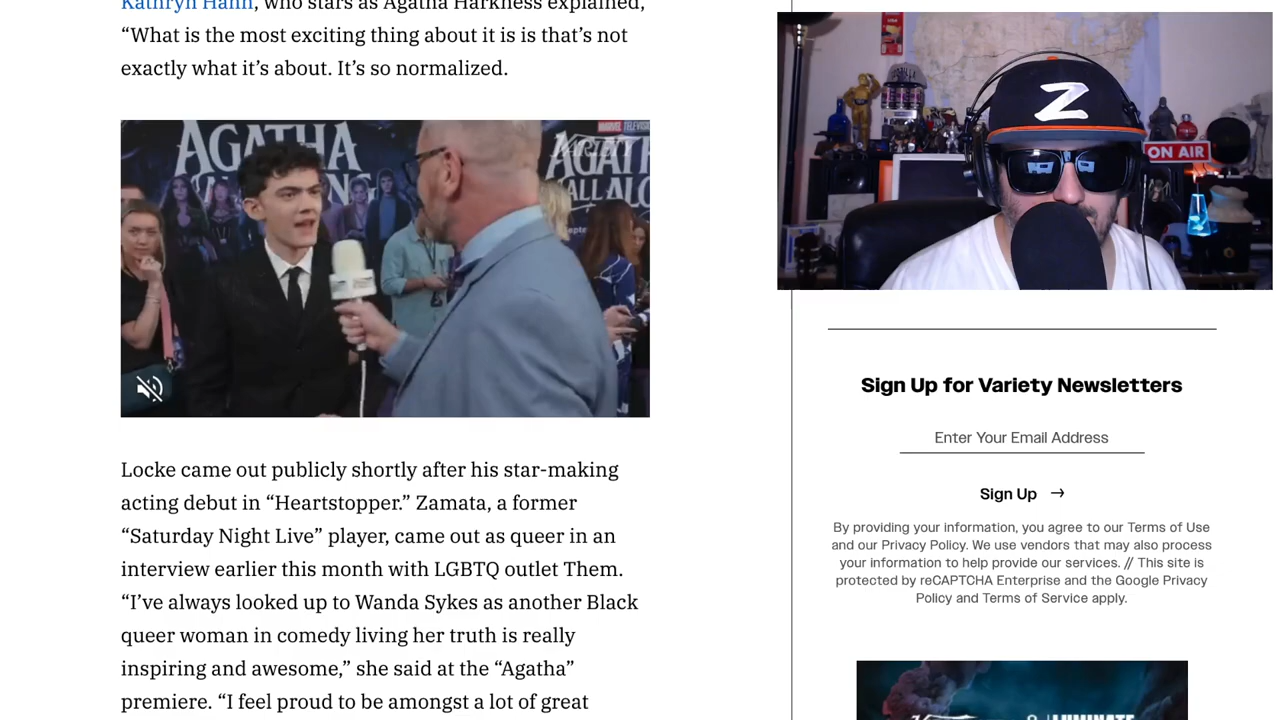 Kathryn Hahn, who stars as Agatha Harkness explained,
“What is the most exciting thing about it is is that’s not
exactly what it’s about. It’s so normalized.
AGATHA
MARVEL TELEVISION
VARIETY
AGAT
ALL ALO
Locke came out publicly shortly after his star-making
acting debut in “Heartstopper.” Zamata, a former
“Saturday Night Live” player, came out as queer in an
interview earlier this month with LGBTQ outlet Them.
“I’ve always looked up to Wanda Sykes as another Black
queer woman in comedy living her truth is really
inspiring and awesome,” she said at the “Agatha”
premiere. “I feel proud to be amongst a lot of great
Z
ON AIR
Sign Up for Variety Newsletters
Enter Your Email Address
Sign Up →
By providing your information, you agree to our Terms of Use
and our Privacy Policy. We use vendors that may also process
your information to help provide our services. // This site is
protected by reCAPTCHA Enterprise and the Google Privacy
Policy and Terms of Service apply.